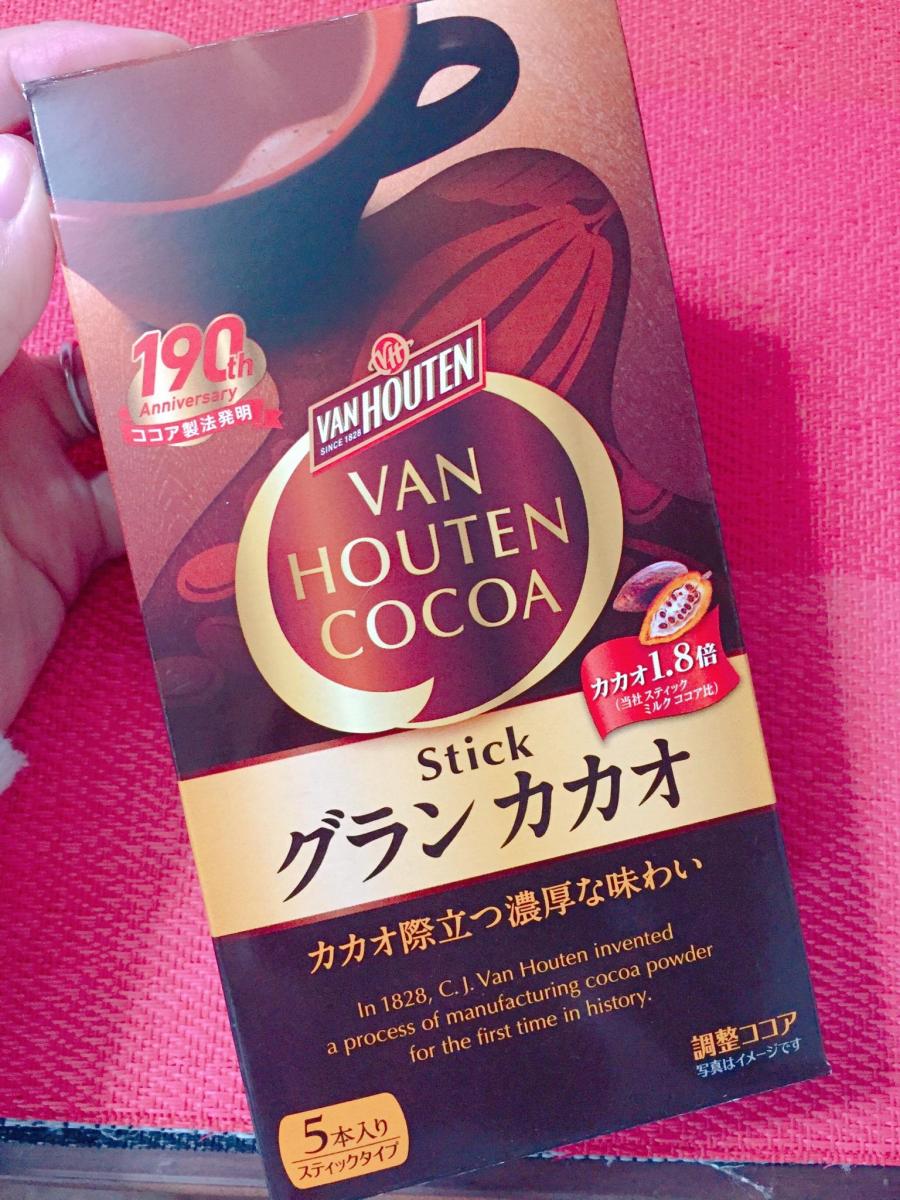 190th
Anniversary
ココア製法発明
VH
VAN HOUTEN
SINCE 1828
VAN
HOUTEN
COCOA
カカオ1.8倍
(当社 スティック
ミルク ココア比)
Stick
グラン カカオ
カカオ際立つ濃厚な味わい
In 1828, C. J. Van Houten invented
a process of manufacturing cocoa powder
for the first time in history.
調整ココア
写真はイメージです
5本入り
スティックタイプ